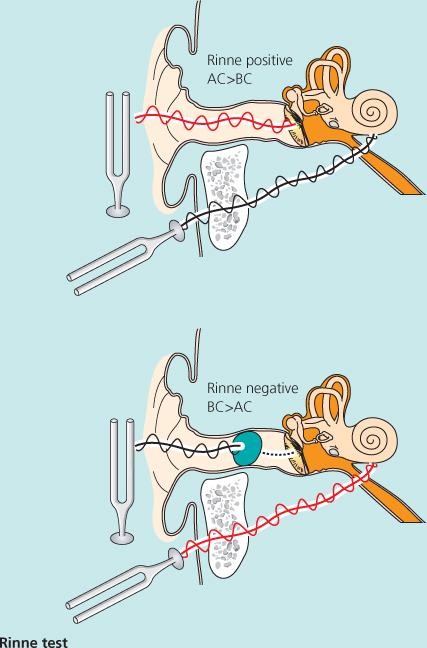 Rinne positive
AC>BC
Rinne negative
BC>AC
Rinne test